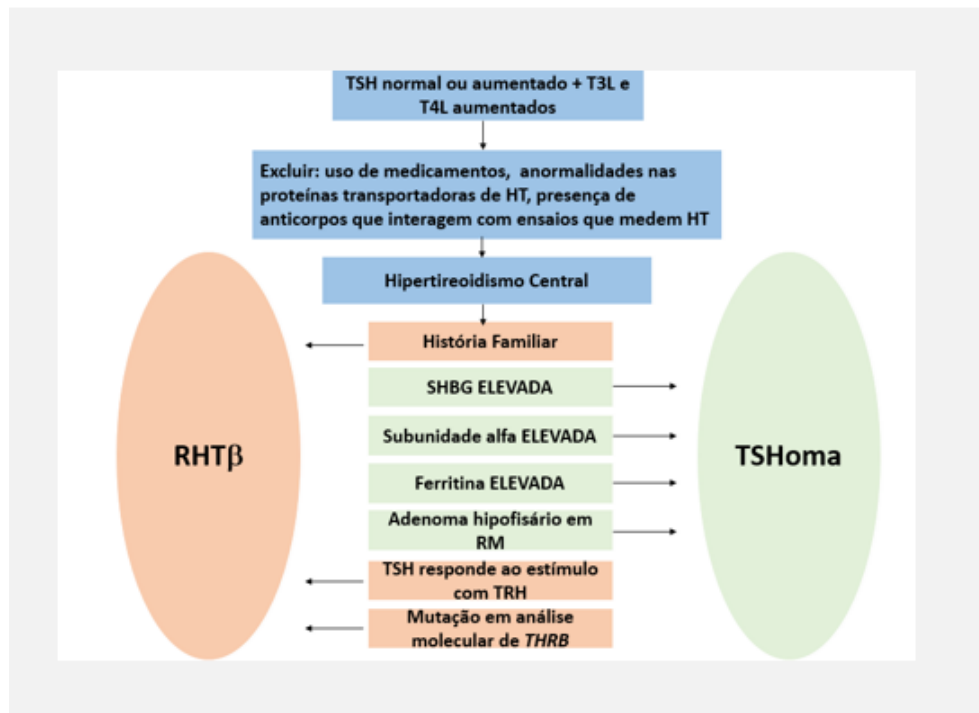 TSH normal ou aumentado + T3L e
T4L aumentados
Excluir: uso de medicamentos, anormalidades nas
proteínas transportadoras de HT, presença de
anticorpos que interagem com ensaios que medem HT
Hipertireoidismo Central
História Familiar
SHBG ELEVADA
Subunidade alfa ELEVADA
RHTβ
TSHoma
Ferritina ELEVADA
Adenoma hipofisário em
RM
TSH responde ao estímulo
com TRH
Mutação em análise
molecular de THRB